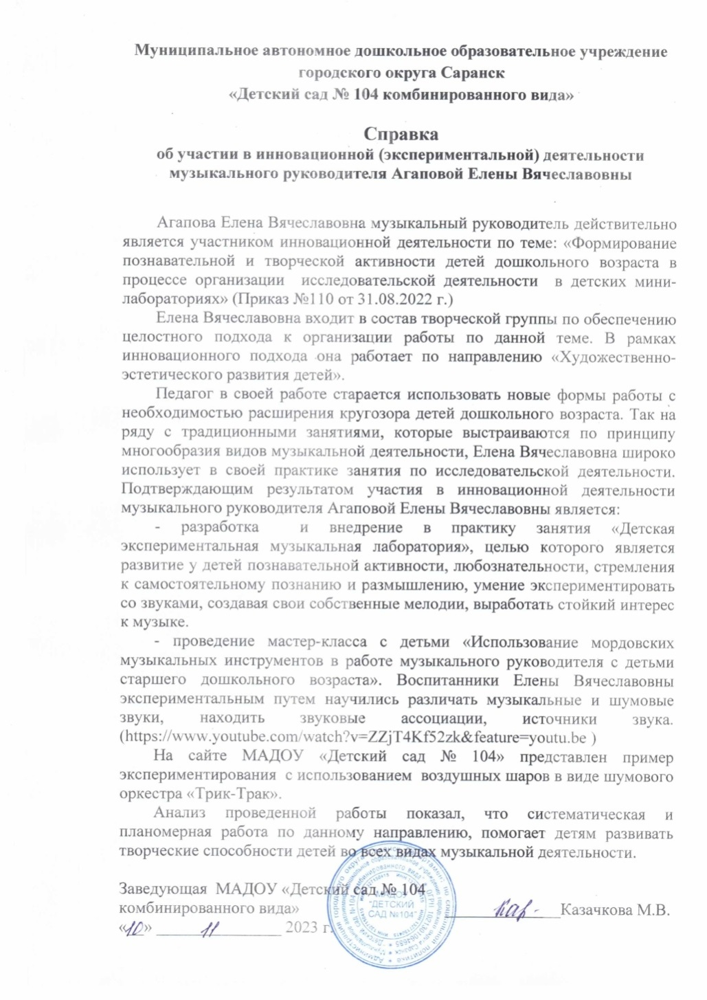 Муниципальное автономное дошкольное образовательное учреждение
городского округа Саранск
«Детский сад № 104 комбинированного вида»
Справка
об участии в инновационной (экспериментальной) деятельности
музыкального руководителя Агаповой Елены Вячеславовны
Агапова Елена Вячеславовна музыкальный руководитель действительно
является участником инновационной деятельности по теме: «Формирование
познавательной и творческой активности детей дошкольного возраста в
процессе организации исследовательской деятельности в детских мини-
лабораториях» (Приказ №110 от 31.08.2022 г.)
Елена Вячеславовна входит в состав творческой группы по обеспечению
целостного подхода к организации работы по данной теме. В рамках
инновационного подхода она работает по направлению «Художественно-
эстетического развития детей».
Педагог в своей работе старается использовать новые формы работы с
необходимостью расширения кругозора детей дошкольного возраста. Так на
ряду с традиционными занятиями, которые выстраиваются по принципу
многообразия видов музыкальной деятельности, Елена Вячеславовна широко
использует в своей практике занятия по исследовательской деятельности.
Подтверждающим результатом участия в инновационной деятельности
музыкального руководителя Агаповой Елены Вячеславовны является:
- разработка и внедрение в практику занятия «Детская
экспериментальная музыкальная лаборатория», целью которого является
развитие у детей познавательной активности, любознательности, стремления
к самостоятельному познанию и размышлению, умение экспериментировать
со звуками, создавая свои собственные мелодии, выработать стойкий интерес
к музыке.
- проведение мастер-класса с детьми «Использование мордовских
музыкальных инструментов в работе музыкального руководителя с детьми
старшего дошкольного возраста». Воспитанники Елены Вячеславовны
экспериментальным путем научились различать музыкальные и шумовые
звуки, находить звуковые ассоциации, источники звука.
(https://www.youtube.com/watch?v=ZZjT4Kf52zk&feature=youtu.be )
На сайте МАДОУ «Детский сад № 104» представлен пример
экспериментирования с использованием воздушных шаров в виде шумового
оркестра «Трик-Трак».
Анализ проведенной работы показал, что систематическая и
планомерная работа по данному направлению, помогает детям развивать
творческие способности детей во всех видах музыкальной деятельности.
Заведующая МАДОУ «Детский сад № 104
комбинированного вида» Казачкова М.В.
«10» 11 2023 г.
МАДОУ
"ДЕТСКИЙ
САД №104"